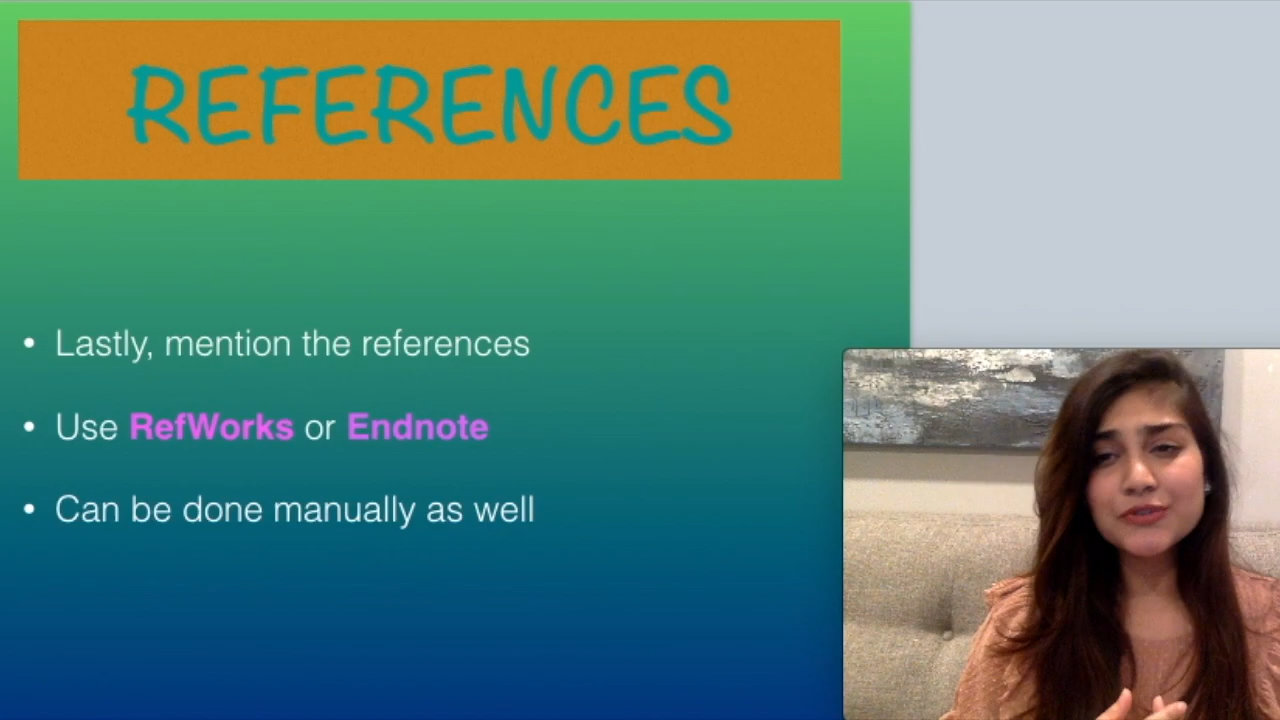 REFERENCES
• Lastly, mention the references
• Use RefWorks or Endnote
• Can be done manually as well